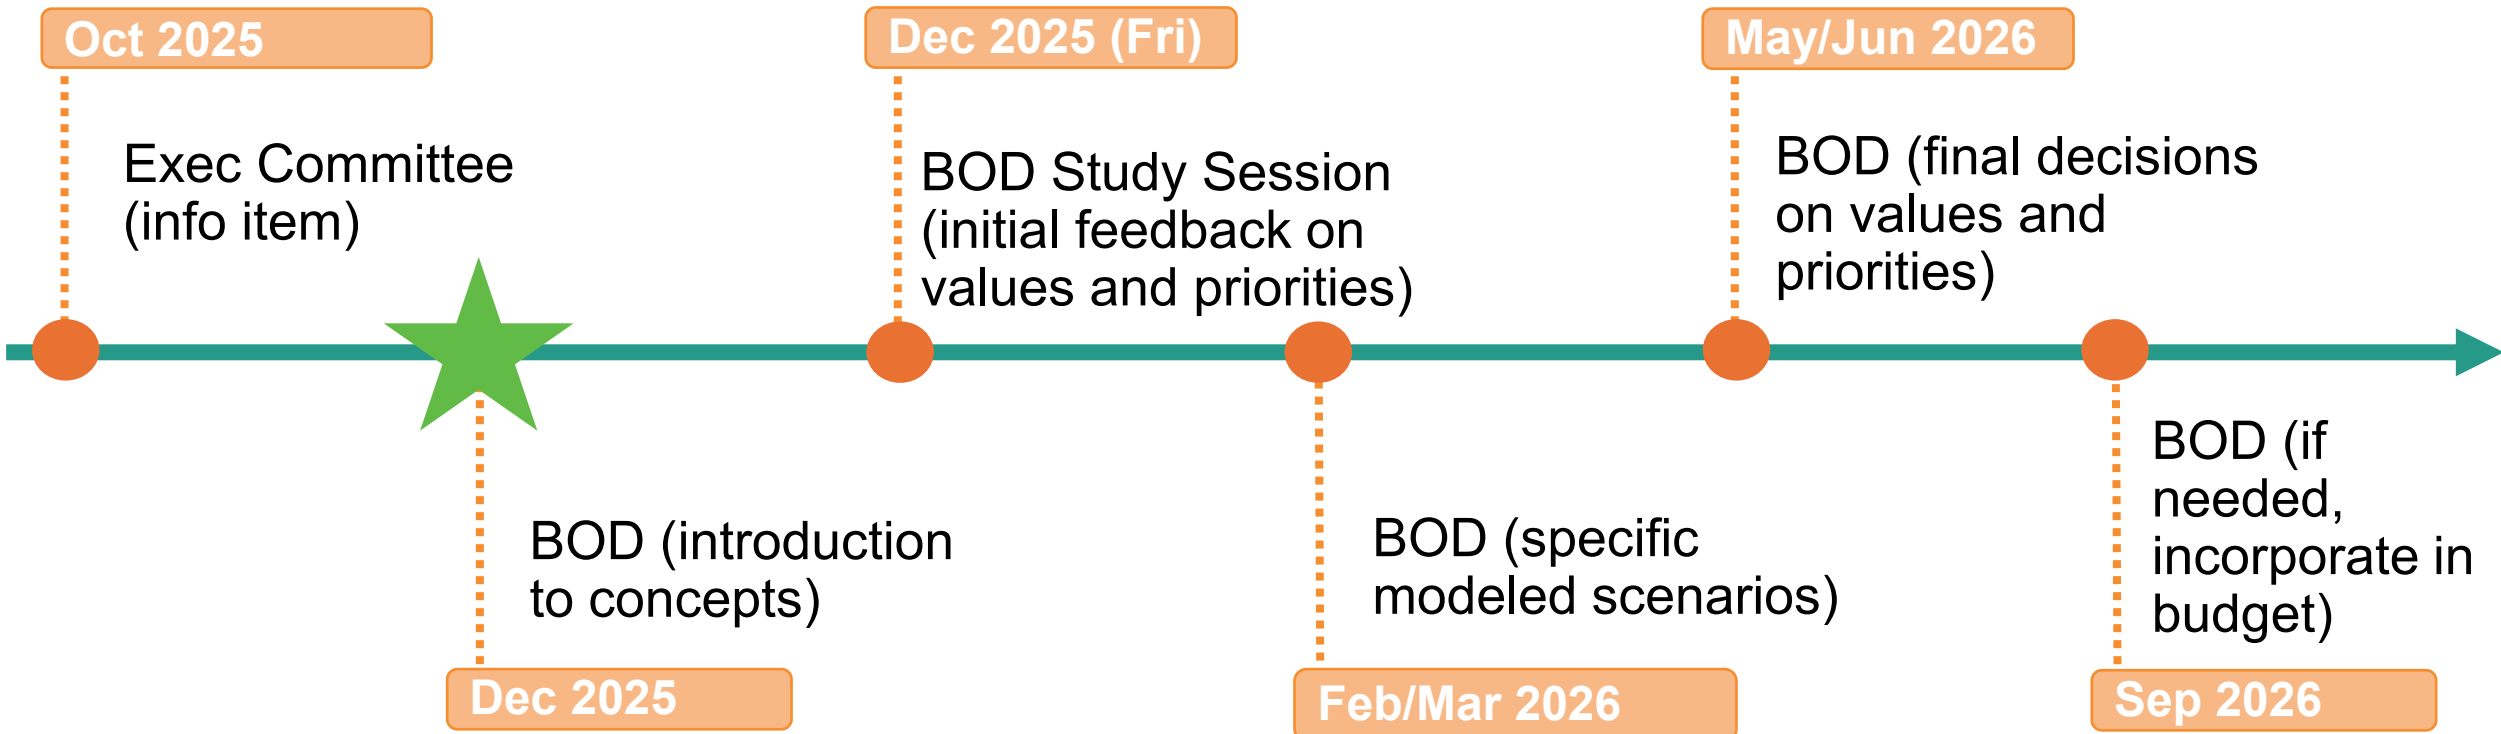 Oct 2025
Exec Committee
(info item)
BOD (introduction
to concepts)
Dec 2025
Dec 2025 (Fri)
BOD Study Session
(initial feedback on
values and priorities)
BOD (specific
modeled scenarios)
Feb/Mar 2026
May/Jun 2026
BOD (final decisions
on values and
priorities)
BOD (if
needed,
incorporate in
budget)
Sep 2026